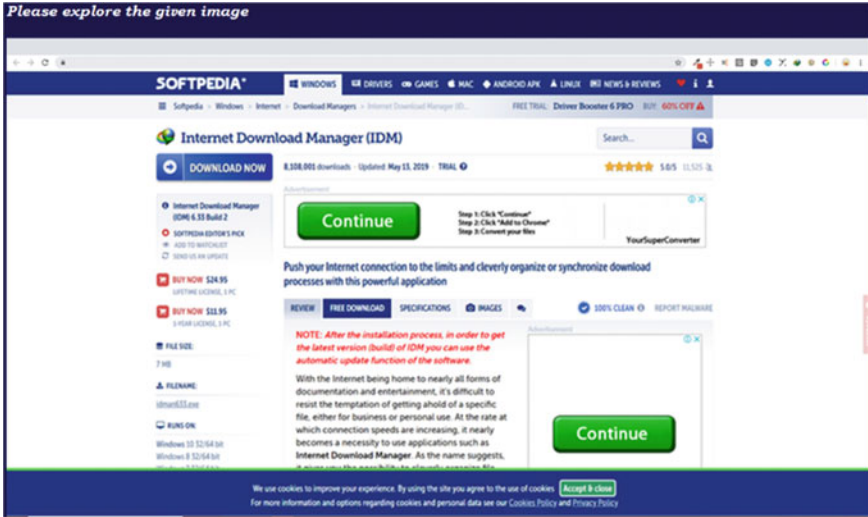 Please explore the given image
SOFTPEDIA®
WINDOWS DRIVERS GAMES MAC ANDROID APK LINUX NEWS & REVIEWS
Softpedia > Windows > Internet > Download Managers > Internet Download Manager (ID...
FREE TRIAL: Driver Booster 6 PRO BUY: 60% OFF
Internet Download Manager (IDM)
Search...
DOWNLOAD NOW
8,108,001 downloads · Updated: May 13, 2019 · TRIAL
5.0/5 11,525
Advertisement
Continue
Step 1: Click "Continue"
Step 2: Click "Add to Chrome"
Step 3: Convert your files
YourSuperConverter
Internet Download Manager
(IDM) 6.33 Build 2
SOFTPEDIA EDITOR'S PICK
ADD TO WATCHLIST
SEND US AN UPDATE
BUY NOW $24.95
LIFETIME LICENSE, 1 PC
BUY NOW $11.95
1-YEAR LICENSE, 1 PC
FILE SIZE:
7 MB
FILENAME:
idman633.exe
RUNS ON:
Windows 10 32/64 bit
Windows 8 32/64 bit
Push your Internet connection to the limits and cleverly organize or synchronize download
processes with this powerful application
REVIEW FREE DOWNLOAD SPECIFICATIONS IMAGES
100% CLEAN REPORT MALWARE
NOTE: After the installation process, in order to get
the latest version (build) of IDM you can use the
automatic update function of the software.
With the Internet being home to nearly all forms of
documentation and entertainment, it's difficult to
resist the temptation of getting ahold of a specific
file, either for business or personal use. At the rate at
which connection speeds are increasing, it nearly
becomes a necessity to use applications such as
Internet Download Manager. As the name suggests,
Advertisement
Continue
We use cookies to improve your experience. By using the site you agree to the use of cookies Accept & close
For more information and options regarding cookies and personal data see our Cookies Policy and Privacy Policy